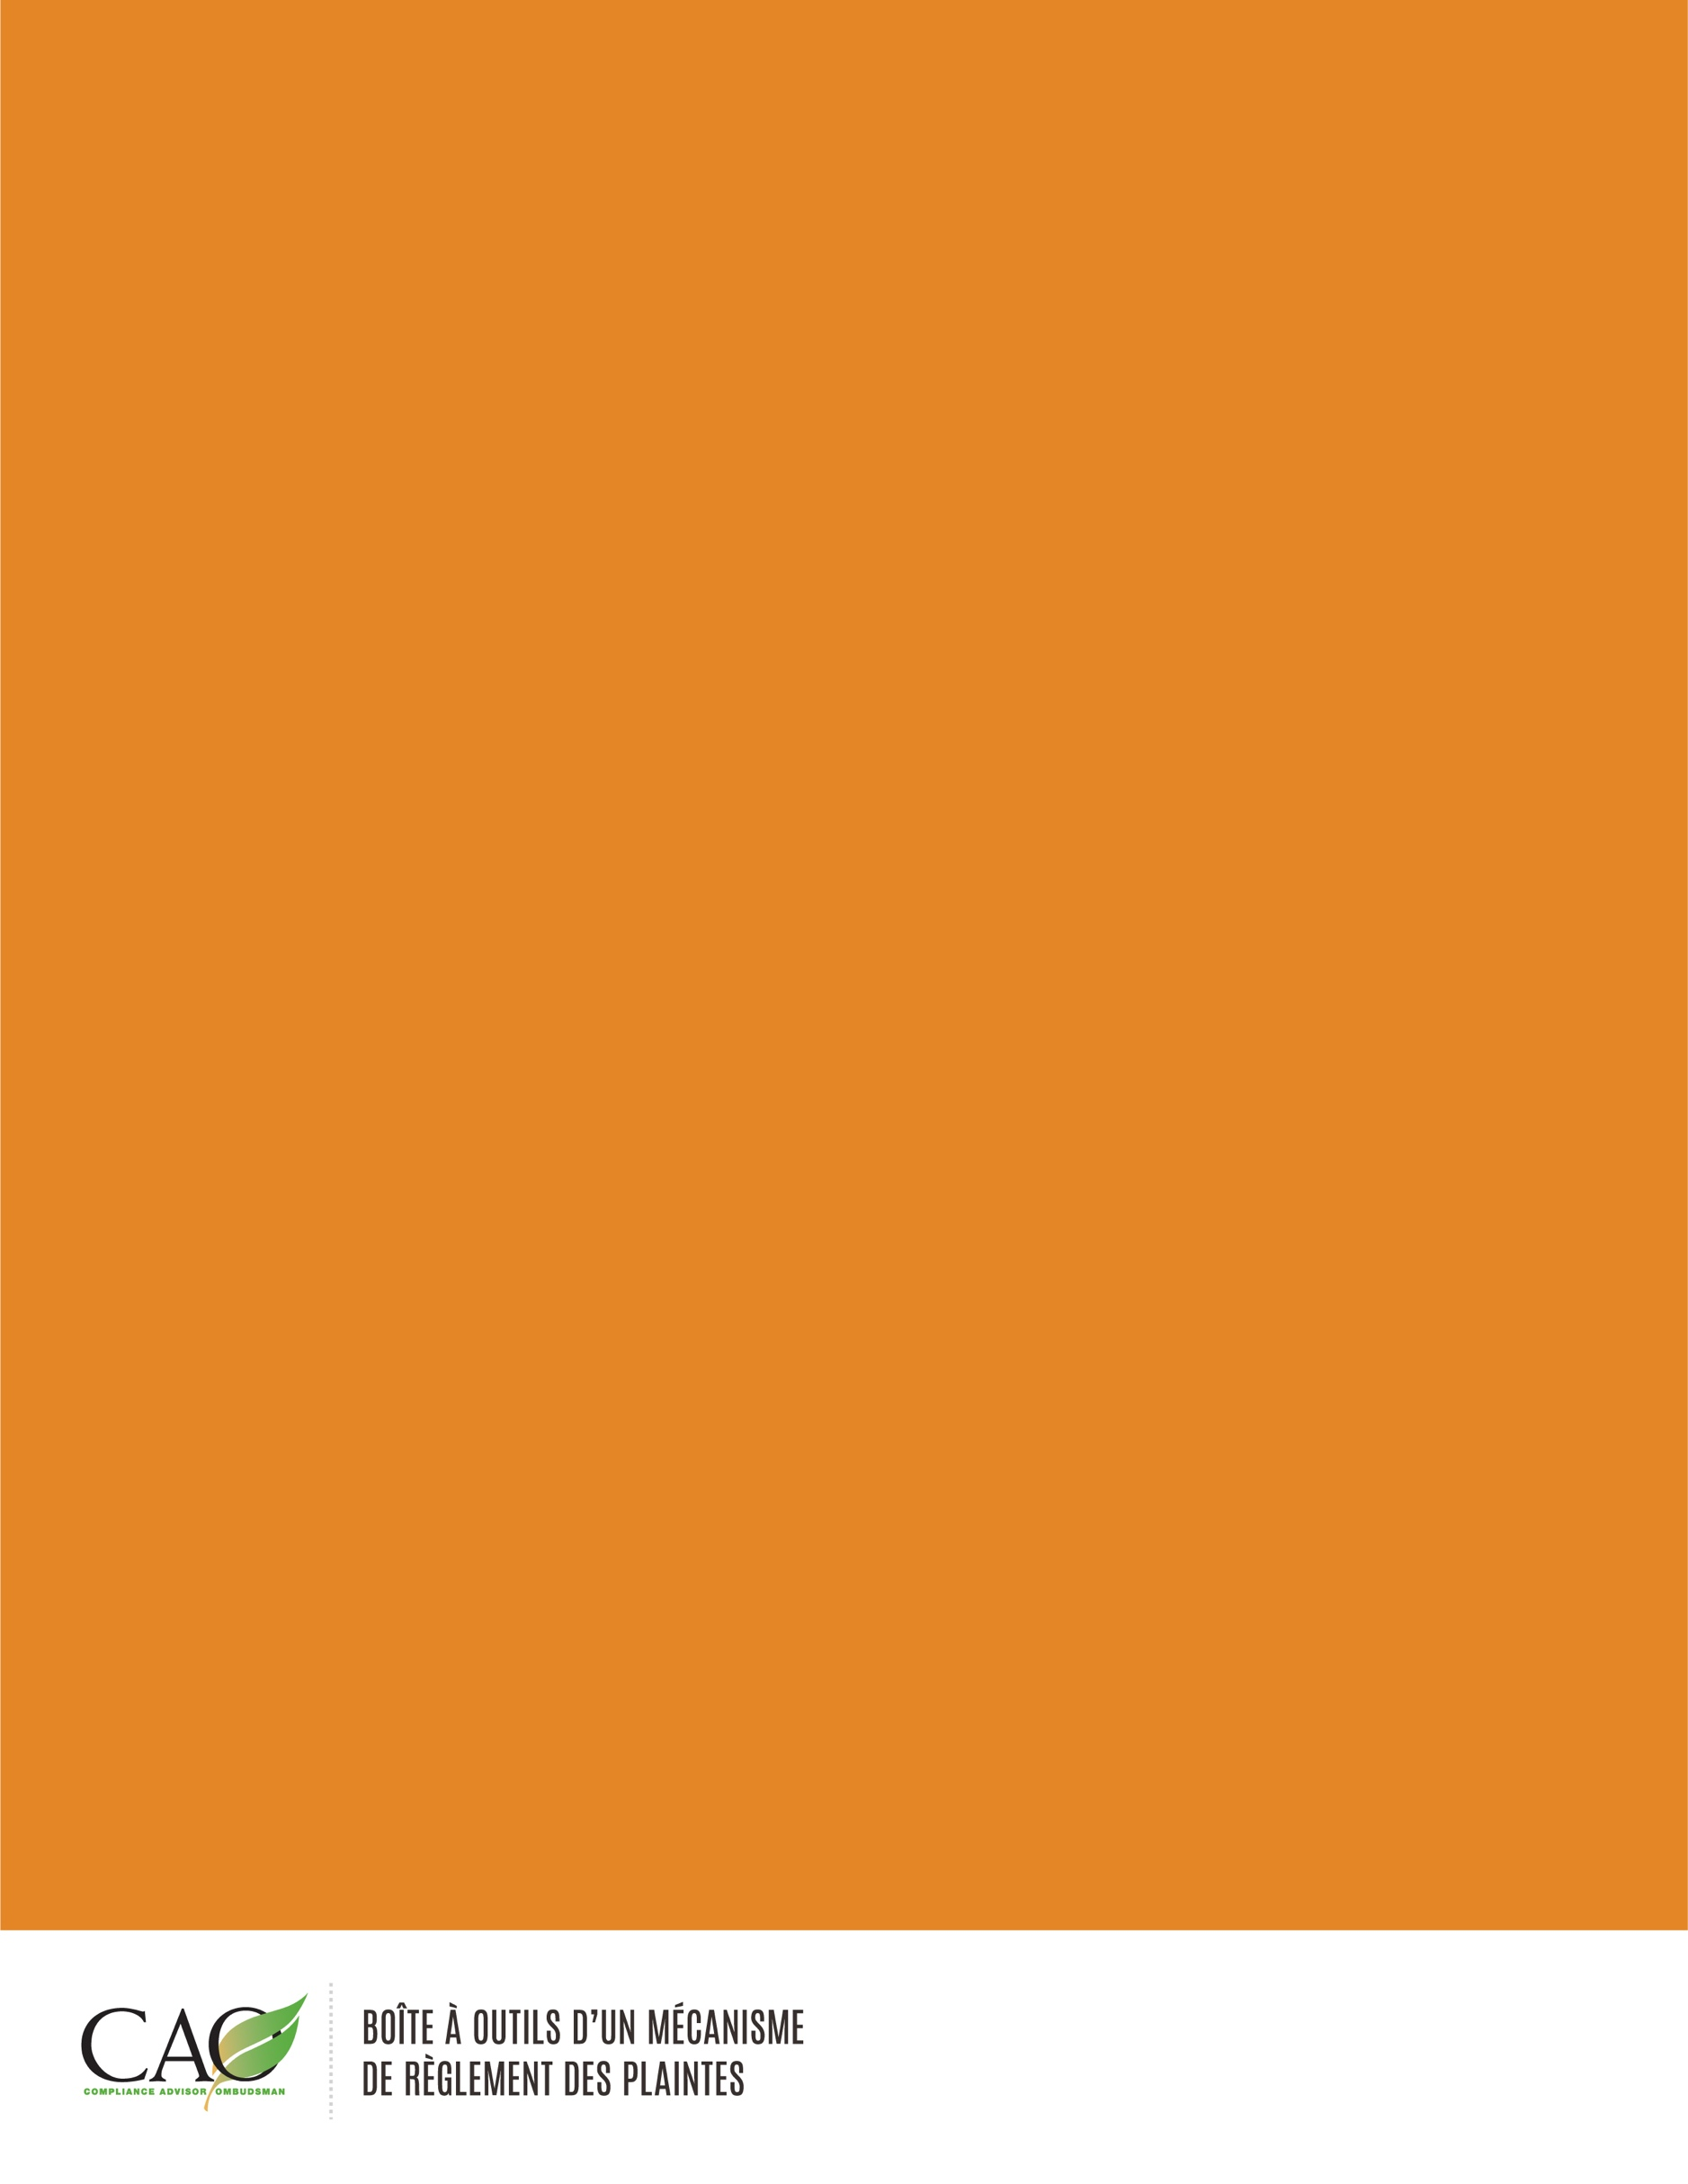 CAO
COMPLIANCE ADVISOR OMBUDSMAN
BOÎTE À OUTILS D'UN MÉCANISME
DE RÈGLEMENT DES PLAINTES